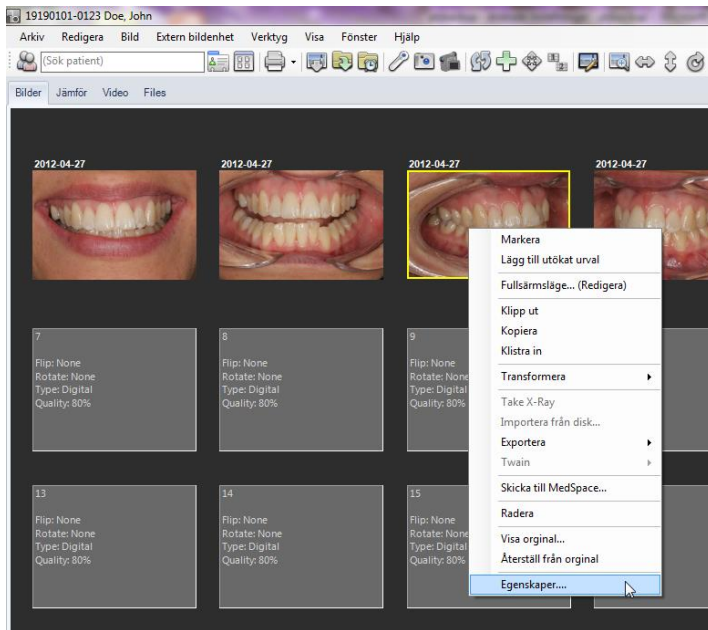 19190101-0123 Doe, John
Arkiv Redigera Bild Extern bildenhet Verktyg Visa Fönster Hjälp
(Sök patient)
Bilder Jämför Video Files
2012-04-27 2012-04-27 2012-04-27 2012-04-27
Markera
Lägg till utökat urval
Fullsärmsläge... (Redigera)
Klipp ut
Kopiera
Klistra in
Transformera
Take X-Ray
Importera från disk...
Exportera
Twain
Skicka till MedSpace...
Radera
Visa orginal...
Återställ från orginal
Egenskaper....
7
Flip: None
Rotate: None
Type: Digital
Quality: 80%
8
Flip: None
Rotate: None
Type: Digital
Quality: 80%
9
Flip: None
Rotate: None
Type: Digital
Quality: 80%
13
Flip: None
Rotate: None
Type: Digital
Quality: 80%
14
Flip: None
Rotate: None
Type: Digital
Quality: 80%
15
Flip: None
Rotate: None
Type: Digital
Quality: 80%